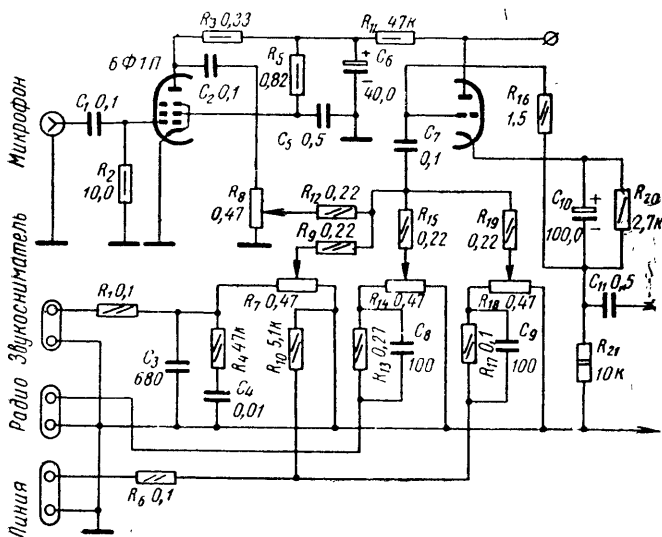 R3 0,33
R11 47к
6Ф1П
C2 0,1
R5
0,82
C6
+
−
40,0
C1 0,1
R2
10,0
C5 0,5
C7
0,1
R16
1,5
R8
0,47
R12 0,22
R9 0,22
R15
0,22
R19
0,22
C10
+
−
100,0
R20
2,7к
C11 0,5
R1 0,1
R7 0,47
R14 0,47
R18 0,47
C3
680
R4 47к
C4
0,01
R10 5,1к
R13 0,27
C8
100
R17 0,1
C9
100
R21
10к
R6 0,1
Микрофон
Звукосниматель
Радио
Линия